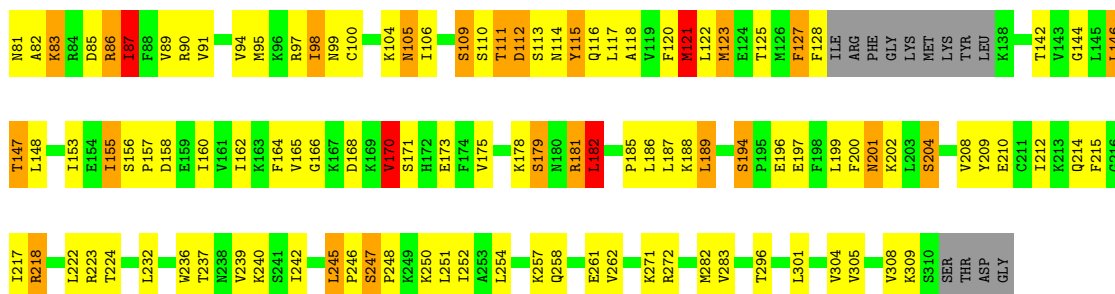 N81 A82 K83 R84 D85 R86 I87 F88 V89 R90 V91 V94 M95 K96 R97 I98 N99 C100 K104 N105 I106 S109 S110 T111 D112 S113 N114 Y115 Q116 L117 A118 V119 F120 M121 L122 M123 E124 T125 M126 F127 F128 ILE ARG PHE GLY LYS MET LYS TYR LEU K138 T142 V143 G144 L145 L146
T147 L148 I153 E154 I155 S156 P157 D158 E159 I160 V161 I162 K163 F164 V165 G166 K167 D168 K169 V170 S171 H172 E173 F174 V175 K178 S179 N180 R181 L182 P185 L186 L187 K188 L189 S194 P195 E196 E197 F198 L199 F200 N201 K202 L203 S204 V208 Y209 E210 C211 I212 K213 Q214 F215 G216
I217 R218 L222 R223 T224 L232 W236 T237 N238 V239 K240 S241 I242 L245 P246 S247 P248 K249 K250 L251 I252 A253 L254 K257 Q258 E261 V262 K271 R272 M282 V283 T296 L301 V304 V305 V308 K309 S310 SER THR ASP GLY